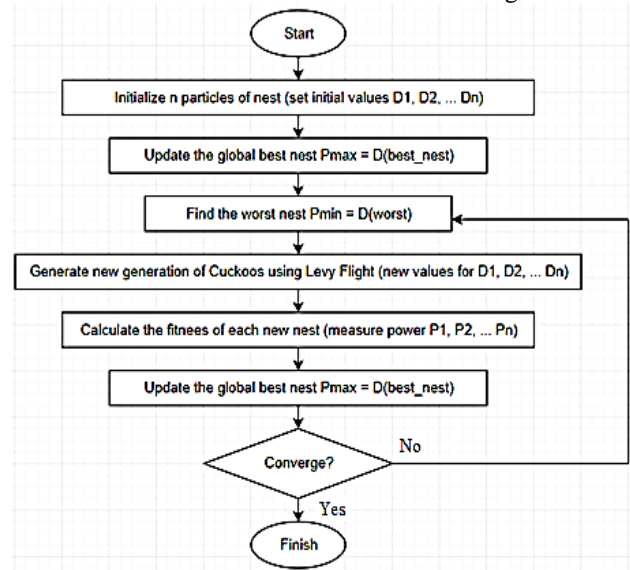 Start
Initialize n particles of nest (set initial values D1, D2, ... Dn)
Update the global best nest Pmax = D(best_nest)
Find the worst nest Pmin = D(worst)
Generate new generation of Cuckoos using Levy Flight (new values for D1, D2, ... Dn)
Calculate the fitnees of each new nest (measure power P1, P2, ... Pn)
Update the global best nest Pmax = D(best_nest)
Converge?
No
Yes
Finish